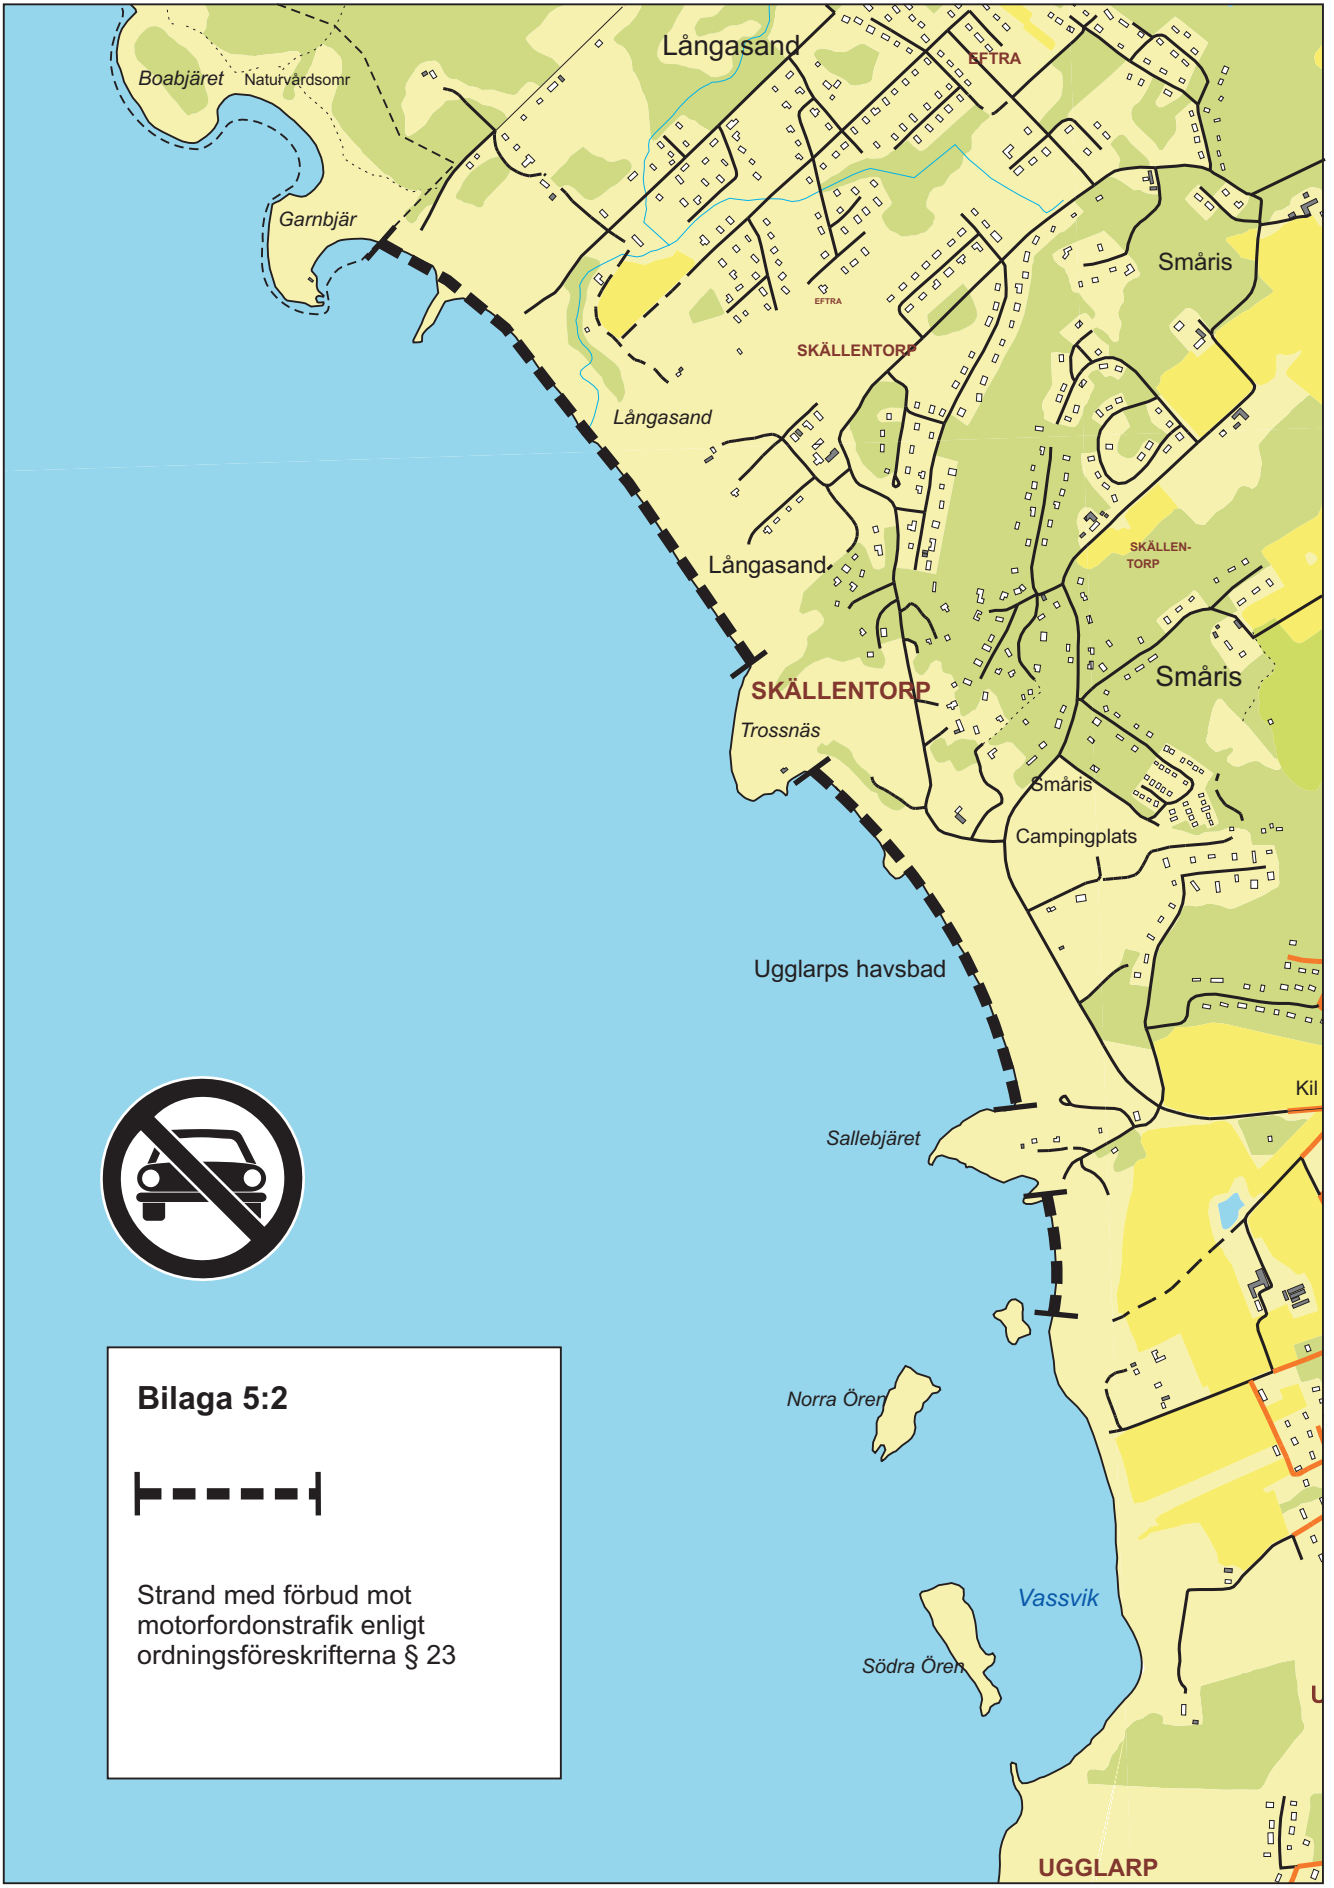 Långasand
EFTRA
Boabjäret
Naturvårdsomr
Garnbjär
Småris
EFTRA
SKÄLLENTORP
Långasand
SKÄLLEN-
TORP
Långasand
Småris
SKÄLLENTORP
Trossnäs
Småris
Campingplats
Ugglarps havsbad
Kil
Sallebjäret
Bilaga 5:2
Norra Ören
Strand med förbud mot
motorfordonstrafik enligt
ordningsföreskrifterna § 23
Vassvik
Södra Ören
U
UGGLARP